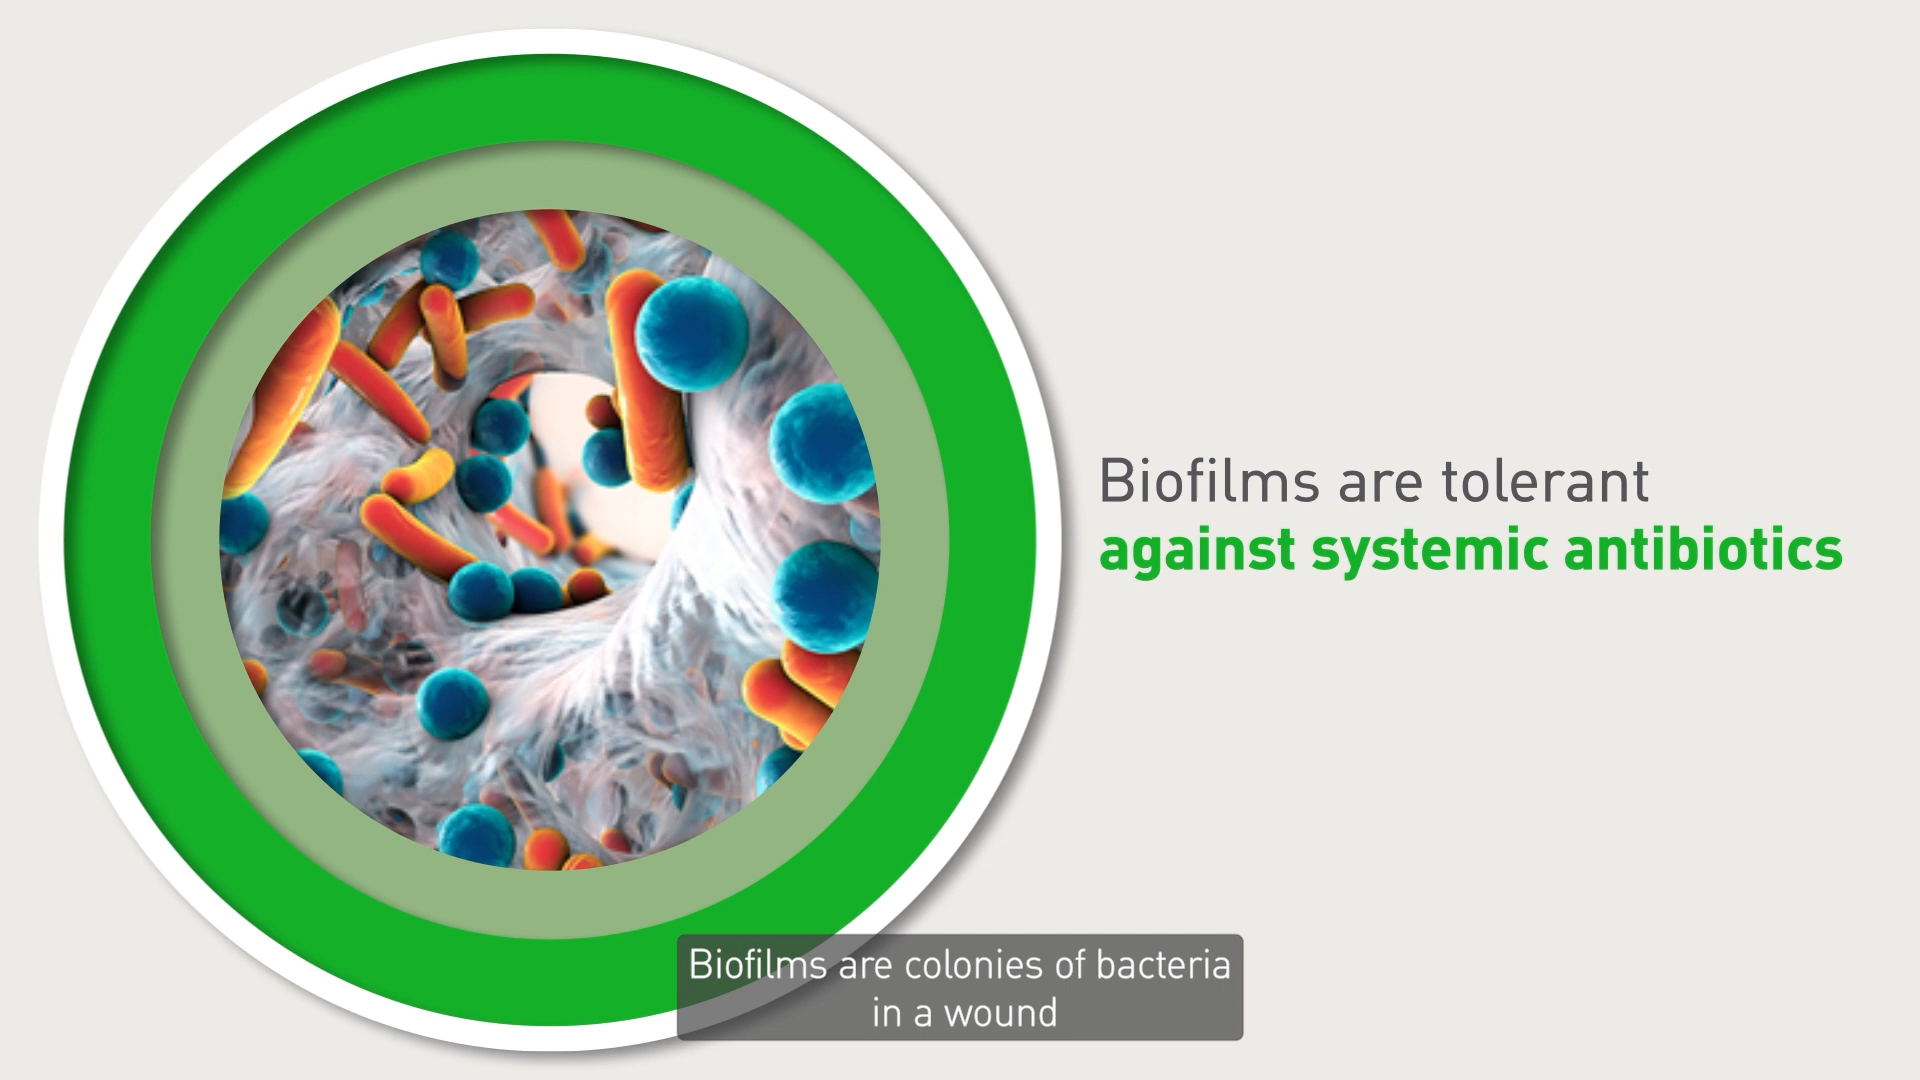 Biofilms are tolerant
against systemic antibiotics
Biofilms are colonies of bacteria
in a wound